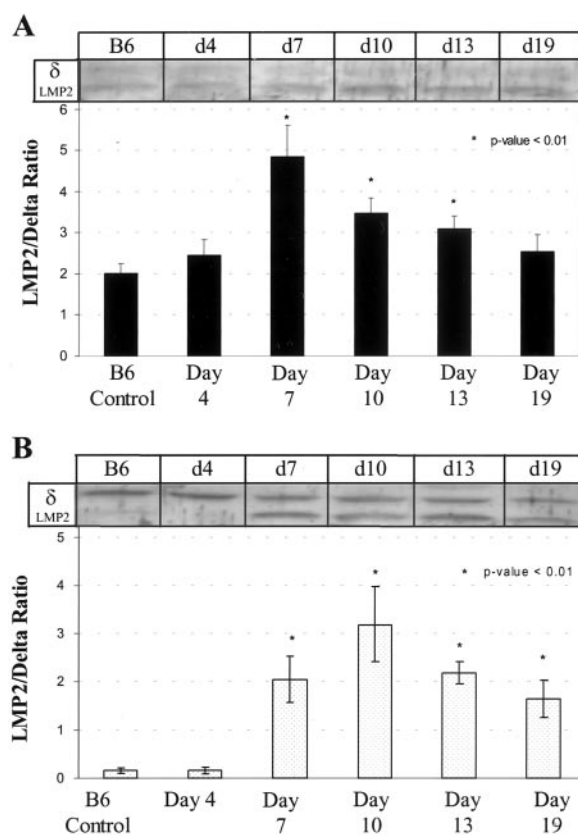 A
B6 d4 d7 d10 d13 d19
δ
LMP2
6
5
4
3
2
1
0
LMP2/Delta Ratio
*
*
*
* p-value < 0.01
B6 Day Day Day Day Day
Control 4 7 10 13 19
B
B6 d4 d7 d10 d13 d19
δ
LMP2
5
4
3
2
1
0
LMP2/Delta Ratio
*
*
*
*
* p-value < 0.01
B6 Day 4 Day Day Day Day
Control 7 10 13 19